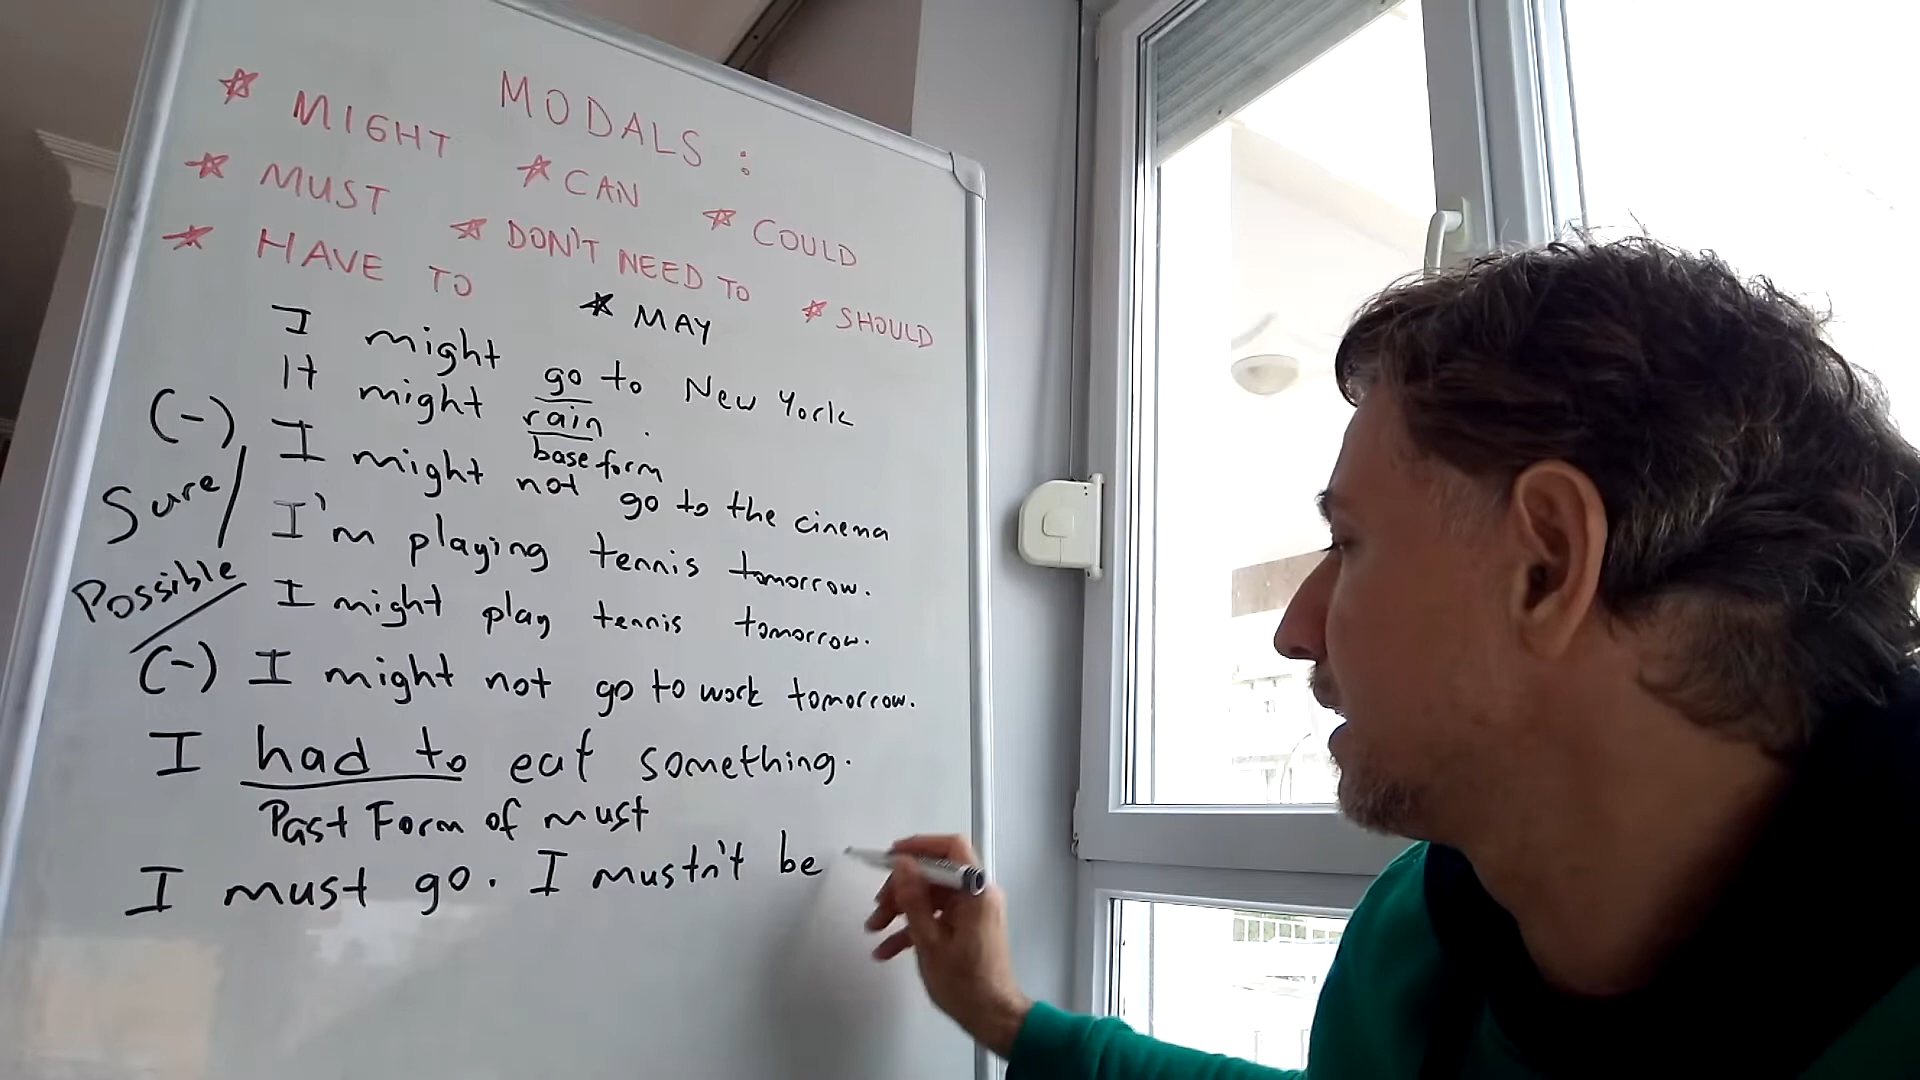 MODALS :
* MIGHT * CAN * COULD
* MUST * DON'T NEED TO * SHOULD
* HAVE TO * MAY
I might go to New York
It might rain .
base form
(-) I might not go to the cinema
Sure I'm playing tennis tomorrow.
Possible I might play tennis tomorrow.
(-) I might not go to work tomorrow.
I had to eat something.
Past Form of must
I must go. I mustn't be